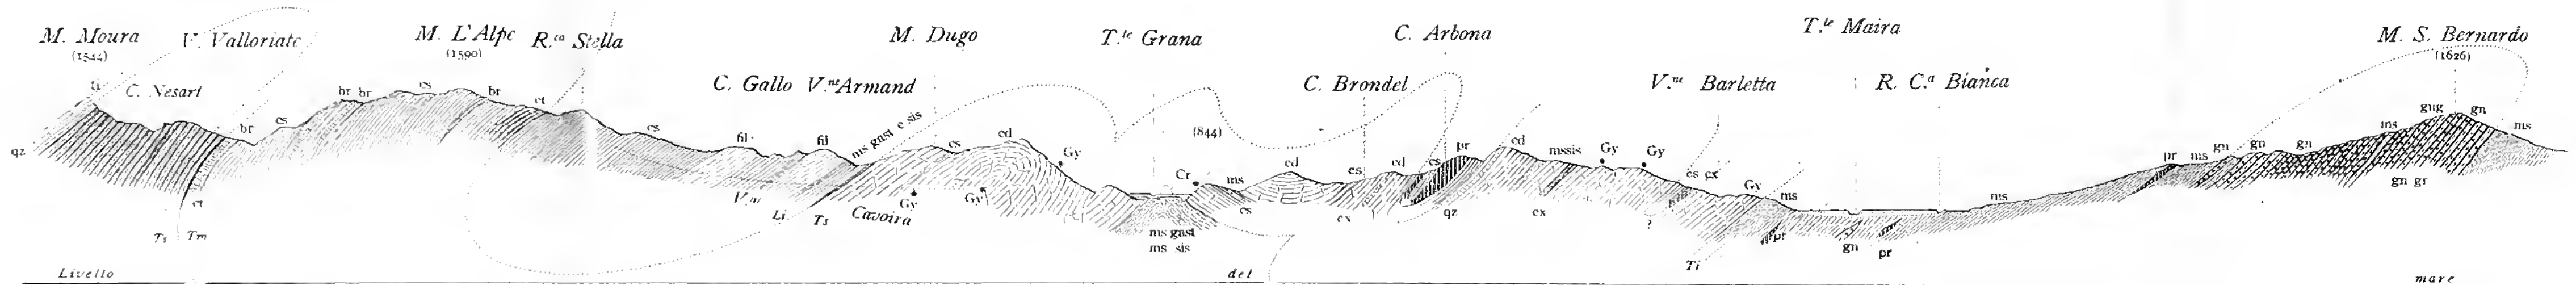 M. Moura
(1544)
V. Valloriate
M. L'Alpe
(1590)
R.ca Stella
M. Dugo
T.te Grana
C. Arbona
T.te Maira
M. S. Bernardo
(1626)
C. Nesart
C. Gallo
V.ne Armand
C. Brondel
V.ne Barletta
R. C.a Bianca
(844)
qz
br
cs
br br
cs
br
ct
cs
fil
fil
ms gast e sis
cs
cd
Gy
Cr
ms
cd
cs
cd
cs
pr
cd
mssis
Gy
Gy
cs cx
Gy
ms
ms
pr
ms
gn
gn
gn
ms
gng
gn
ms
ct
Li
Ts
Cavoira
Gy
Gy
cs
cx
qz
cx
?
pr
gn
pr
gn gr
Ts
Tm
ms gast
ms sis
Ti
Livello
del
mare